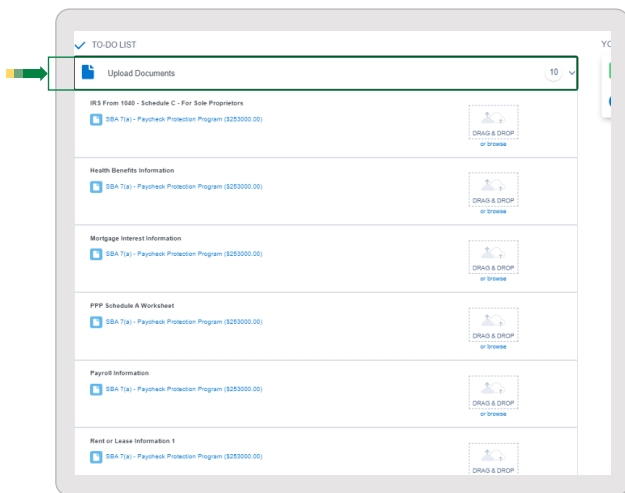 TO-DO LIST
YO
Upload Documents
10
IRS From 1040 - Schedule C - For Sole Proprietors
SBA 7(a) - Paycheck Protection Program ($253000.00)
DRAG & DROP
or browse
Health Benefits Information
SBA 7(a) - Paycheck Protection Program ($253000.00)
DRAG & DROP
or browse
Mortgage Interest Information
SBA 7(a) - Paycheck Protection Program ($253000.00)
DRAG & DROP
or browse
PPP Schedule A Worksheet
SBA 7(a) - Paycheck Protection Program ($253000.00)
DRAG & DROP
or browse
Payroll Information
SBA 7(a) - Paycheck Protection Program ($253000.00)
DRAG & DROP
or browse
Rent or Lease Information 1
SBA 7(a) - Paycheck Protection Program ($253000.00)
DRAG & DROP